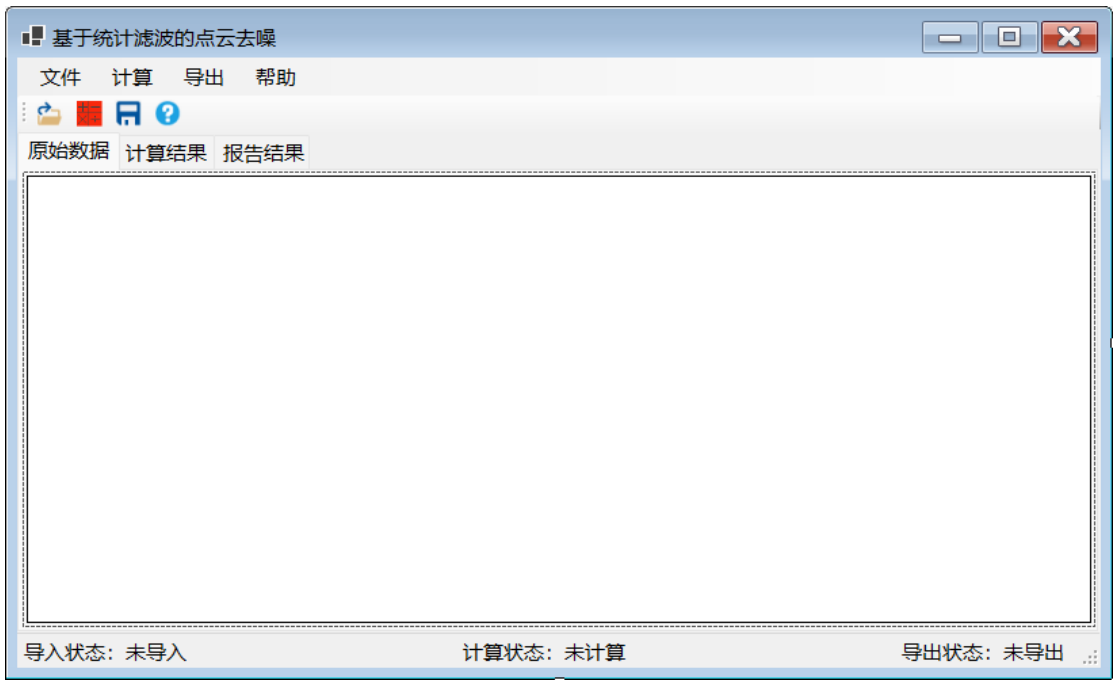 基于统计滤波的点云去噪
文件 计算 导出 帮助
原始数据 计算结果 报告结果
导入状态：未导入 计算状态：未计算 导出状态：未导出